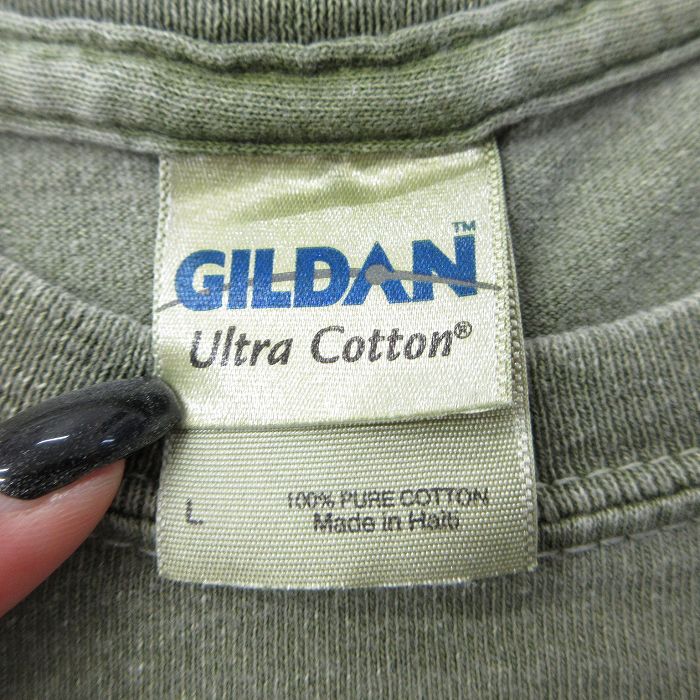 GILDAN™
Ultra Cotton®
L
100% PURE COTTON
Made in Haiti